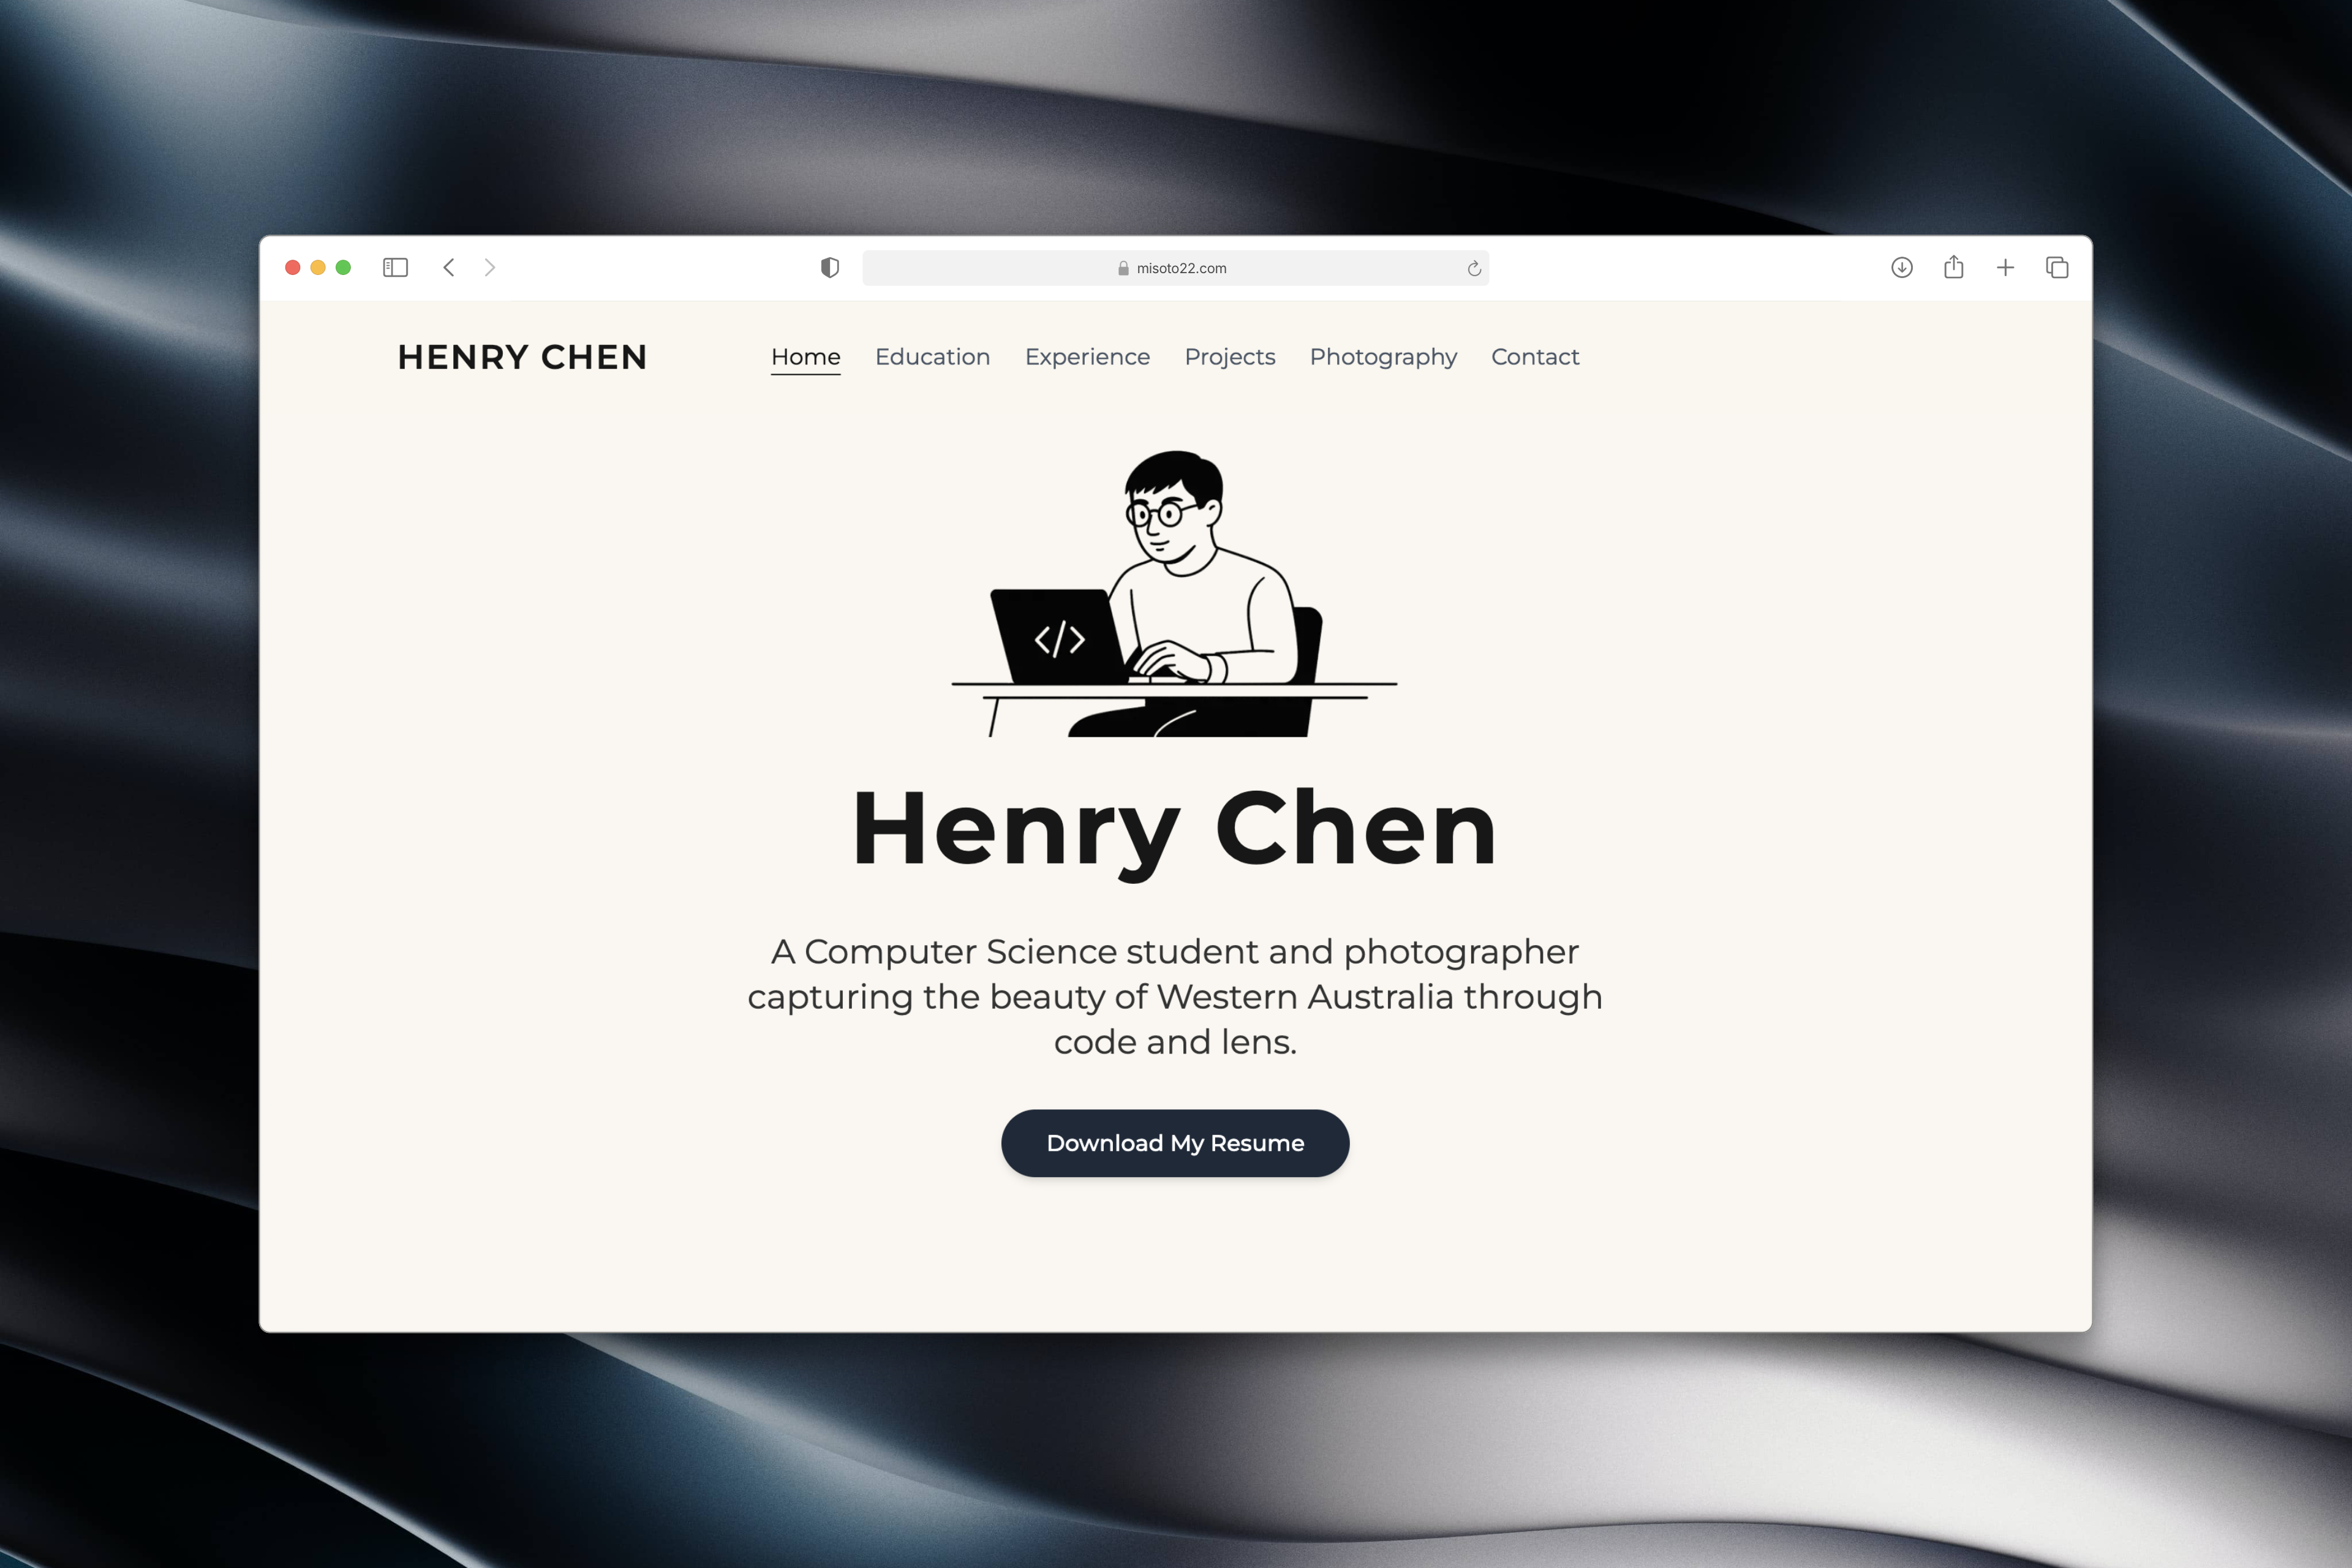 misoto22.com
HENRY CHEN
Home Education Experience Projects Photography Contact
</>
Henry Chen
A Computer Science student and photographer
capturing the beauty of Western Australia through
code and lens.
Download My Resume